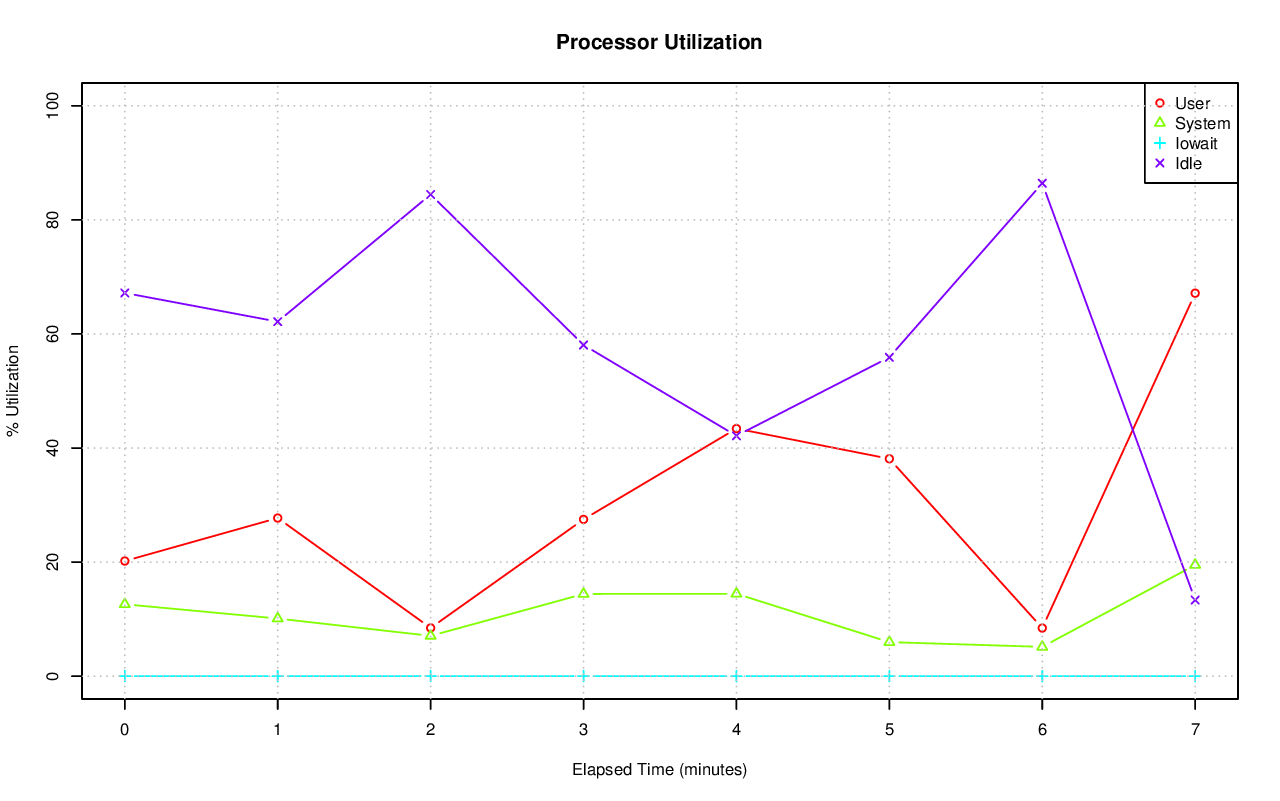 Processor Utilization
User
System
Iowait
Idle
% Utilization
100
80
60
40
20
0
0 1 2 3 4 5 6 7
Elapsed Time (minutes)